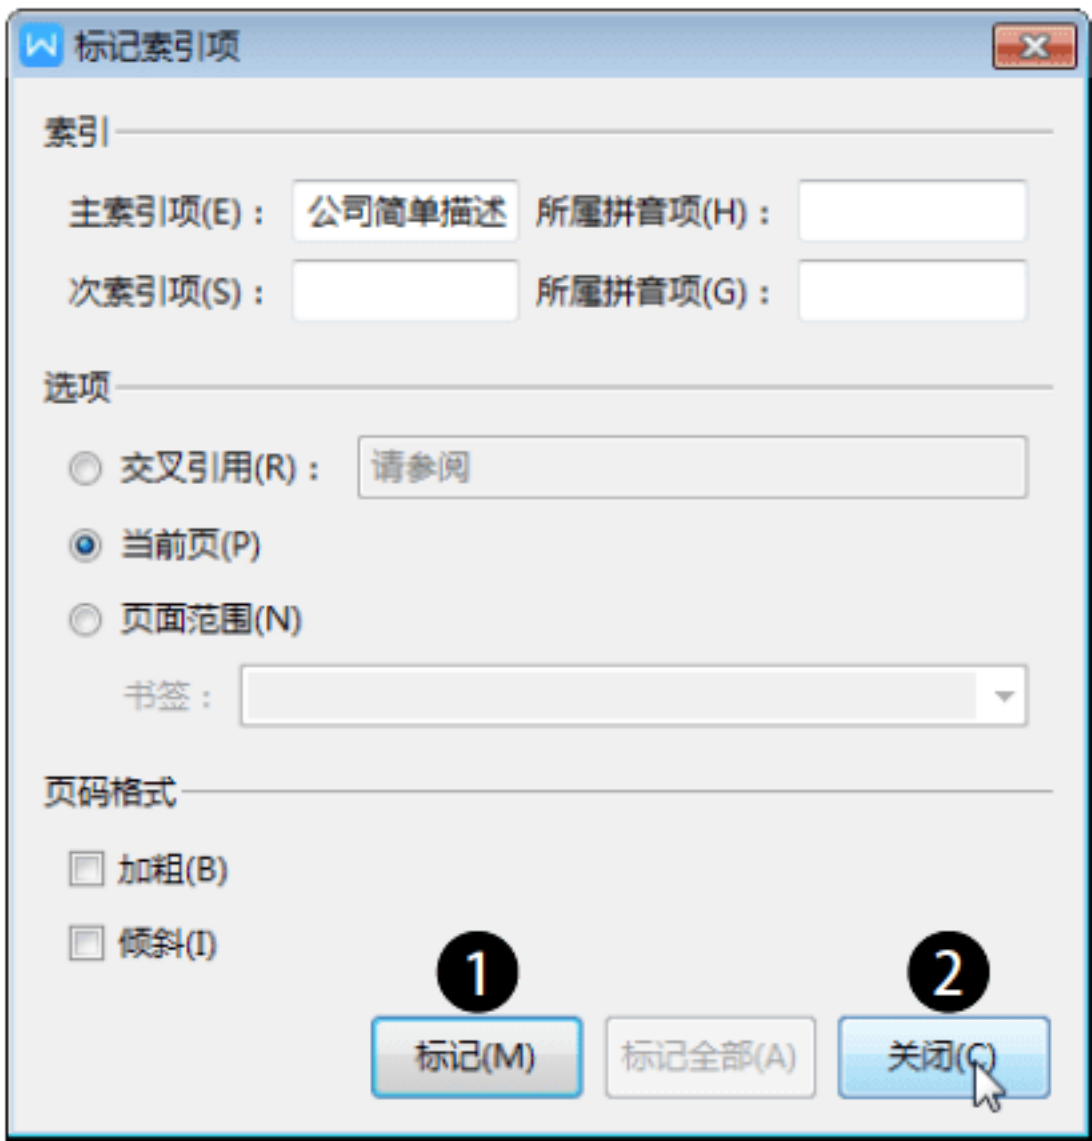 标记索引项
索引
主索引项(E)： 公司简单描述 所属拼音项(H)：
次索引项(S)： 所属拼音项(G)：
选项
交叉引用(R)： 请参阅
当前页(P)
页面范围(N)
书签：
页码格式
加粗(B)
倾斜(I)
1 2
标记(M) 标记全部(A) 关闭(C)